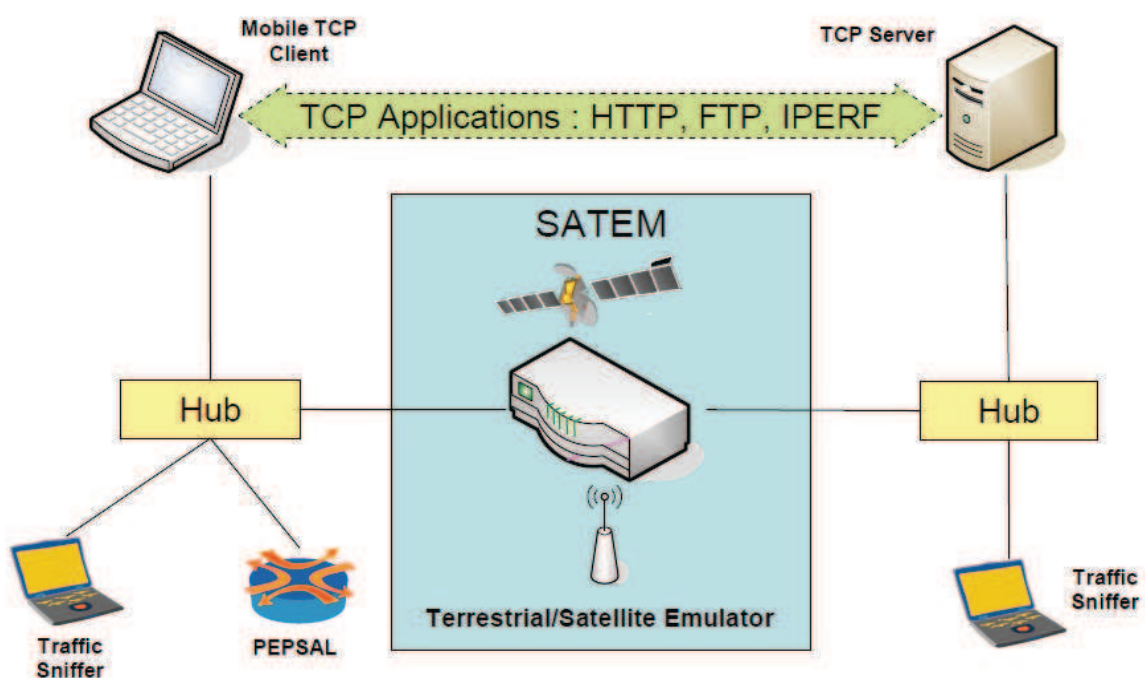 Mobile TCP
Client
TCP Server
TCP Applications : HTTP, FTP, IPERF
SATEM
Hub
Hub
Terrestrial/Satellite Emulator
Traffic
Sniffer
PEPSAL
Traffic
Sniffer